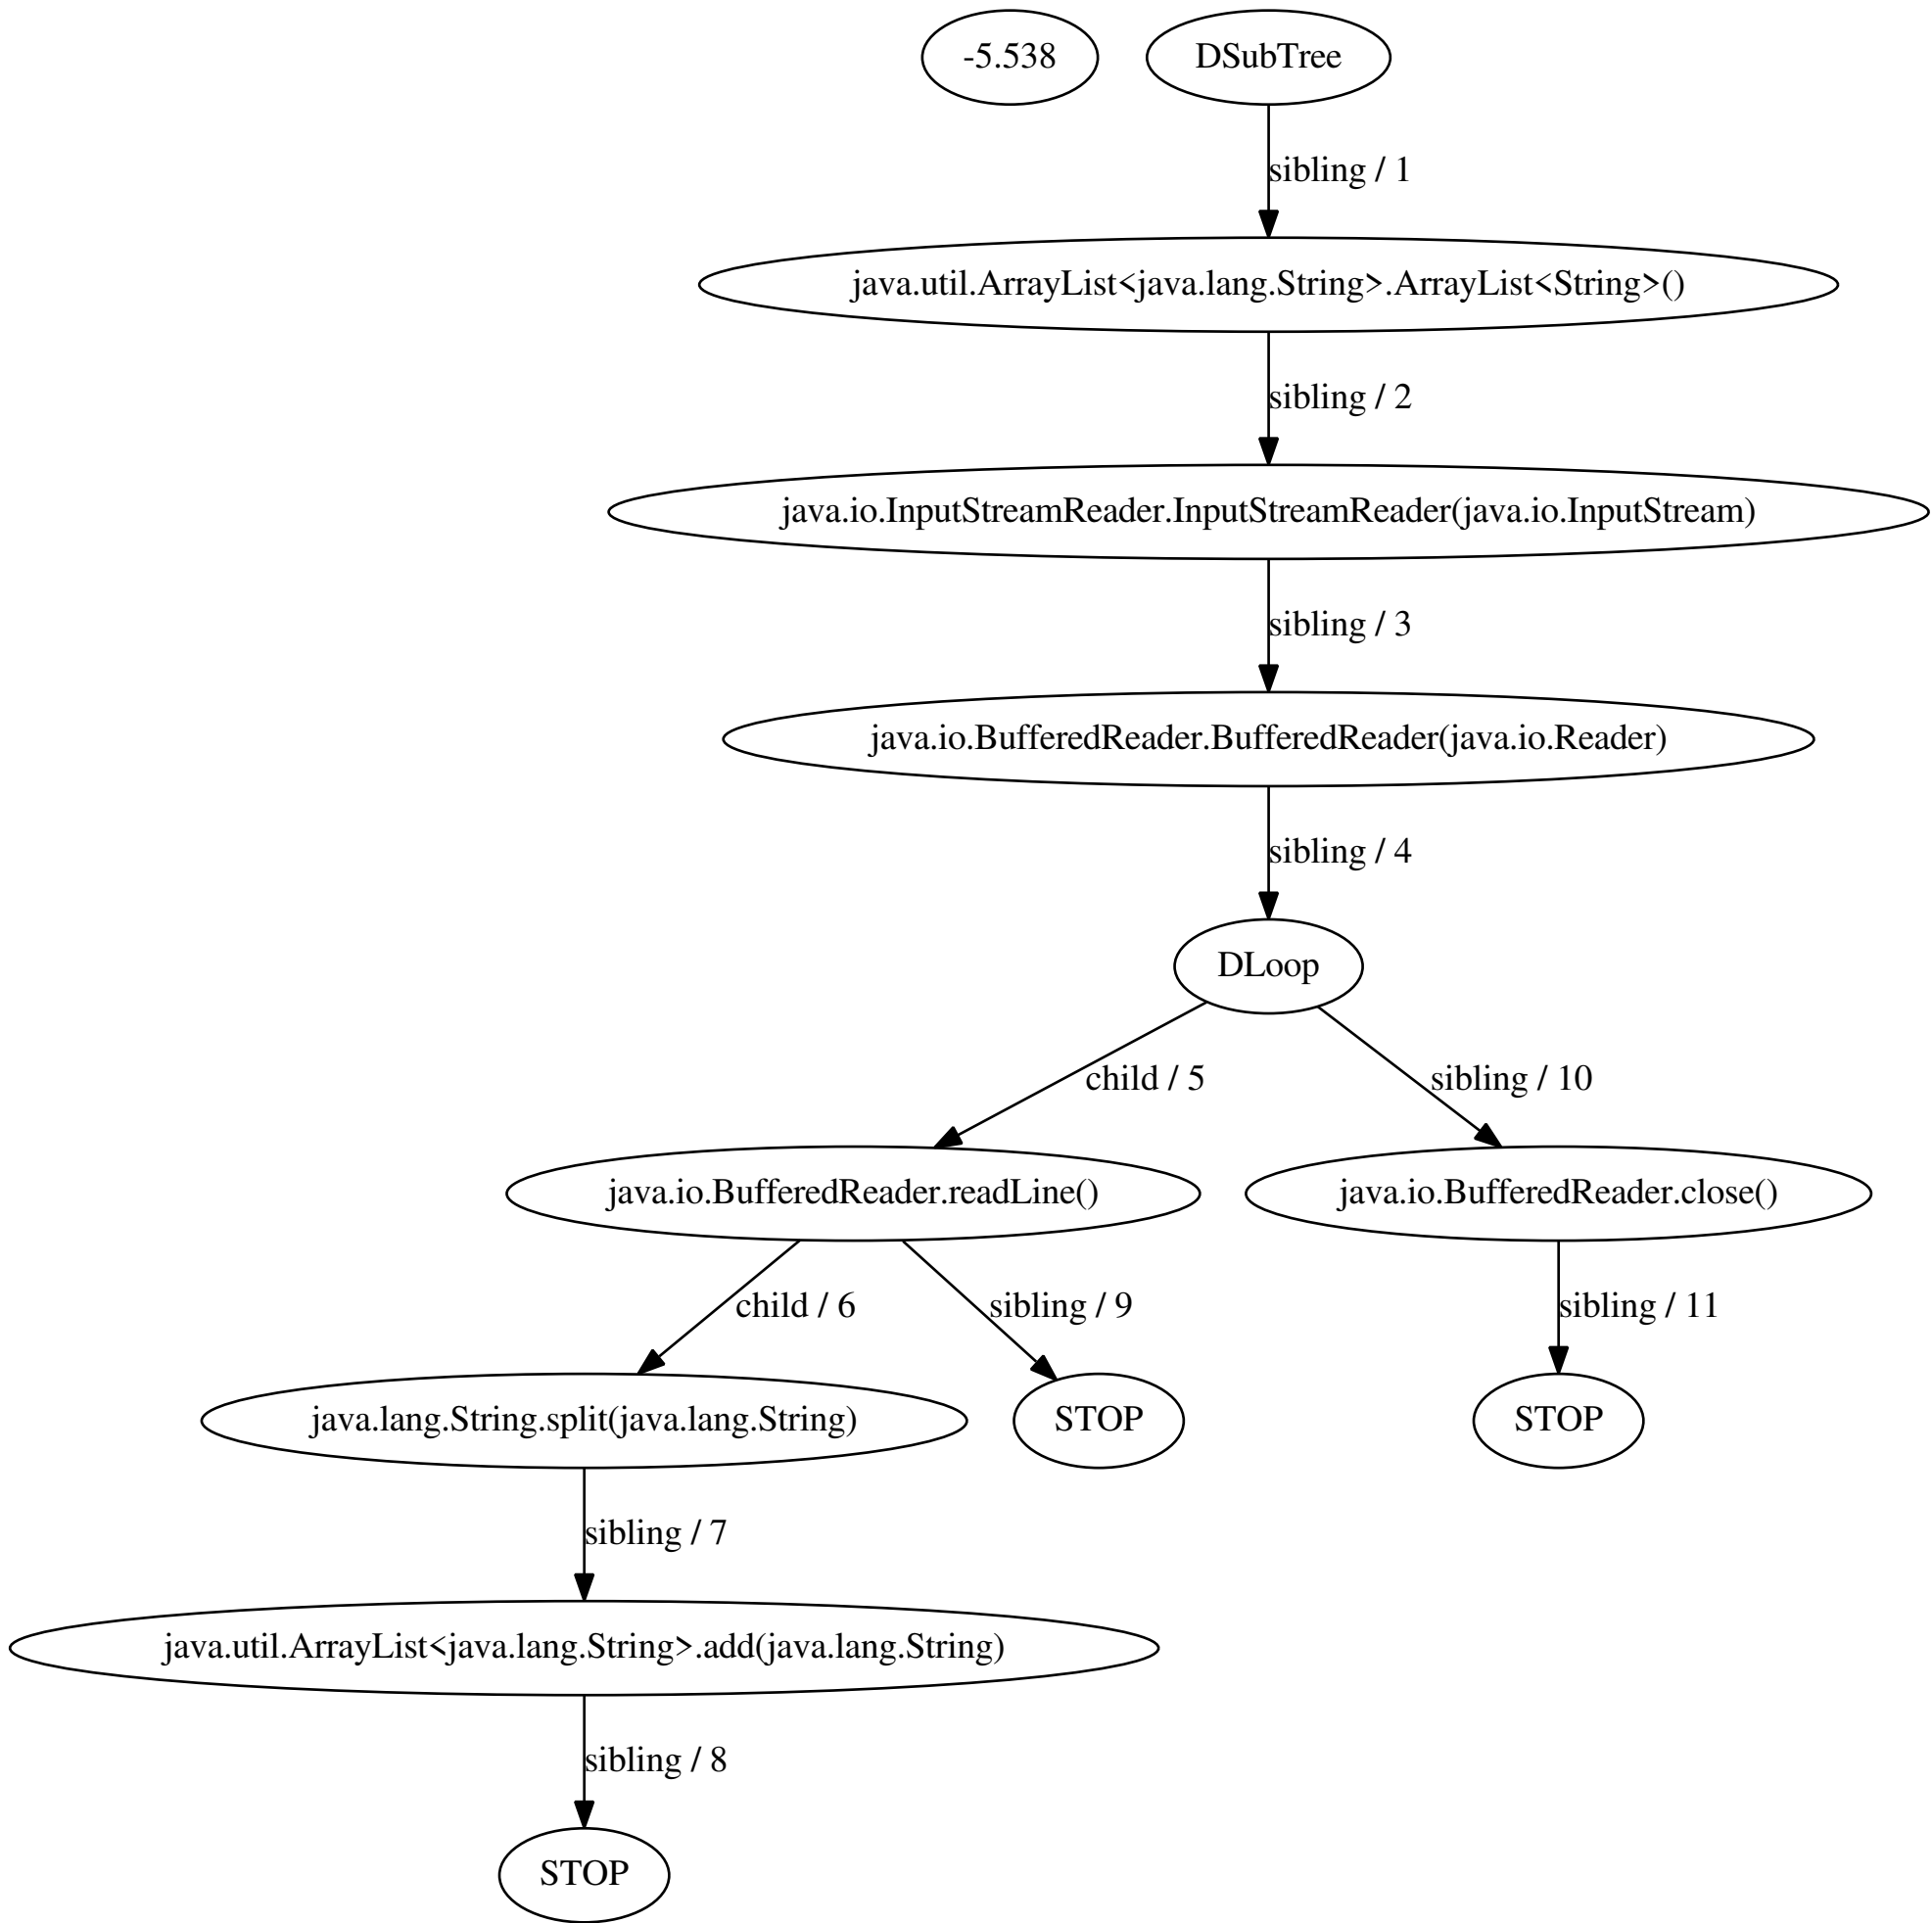 -5.538
DSubTree
sibling / 1
java.util.ArrayList<java.lang.String>.ArrayList<String>()
sibling / 2
java.io.InputStreamReader.InputStreamReader(java.io.InputStream)
sibling / 3
java.io.BufferedReader.BufferedReader(java.io.Reader)
sibling / 4
DLoop
child / 5
sibling / 10
java.io.BufferedReader.readLine()
java.io.BufferedReader.close()
child / 6
sibling / 9
sibling / 11
java.lang.String.split(java.lang.String)
STOP
STOP
sibling / 7
java.util.ArrayList<java.lang.String>.add(java.lang.String)
sibling / 8
STOP